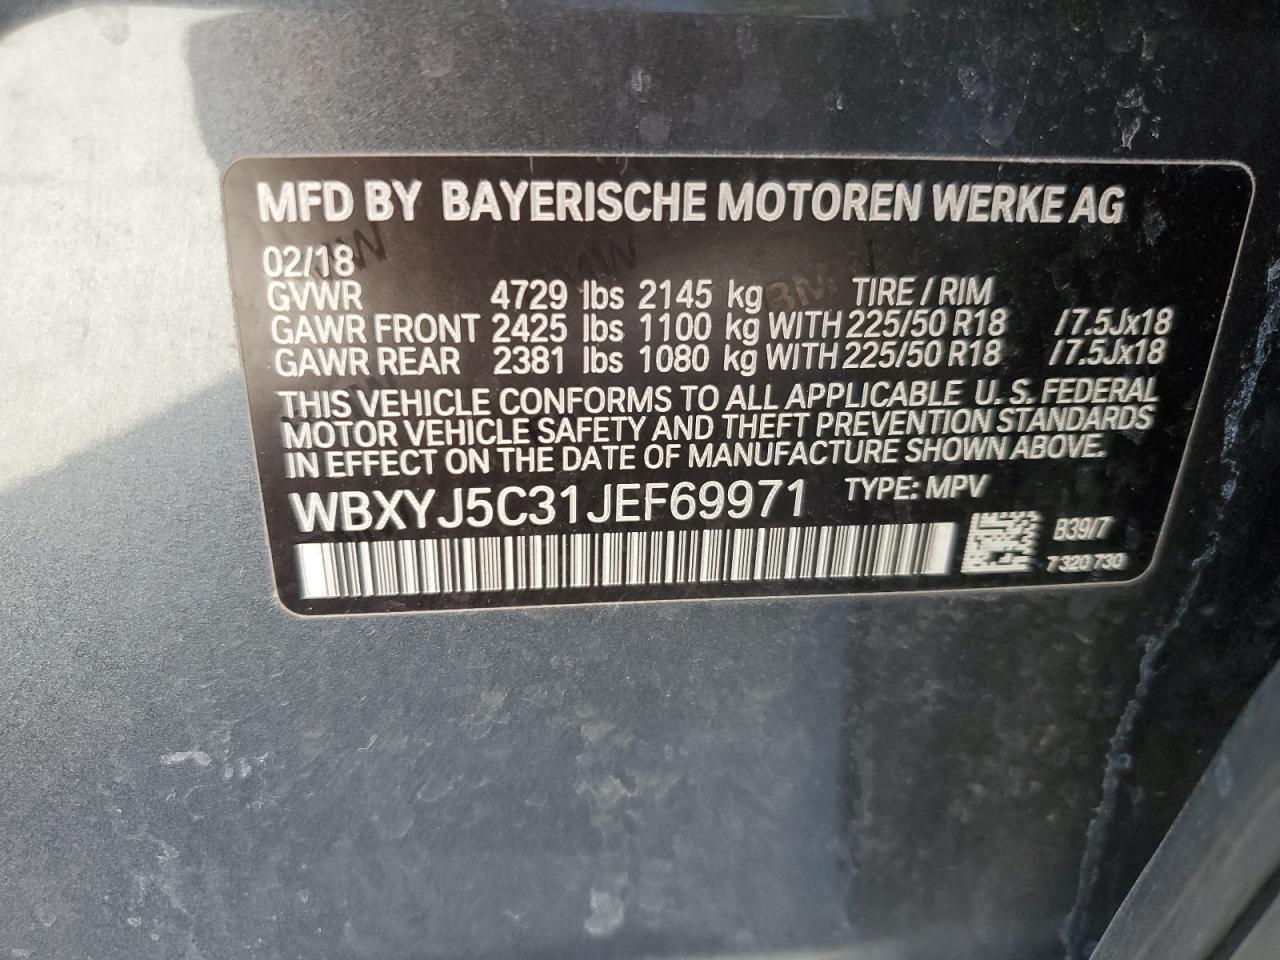 MFD BY BAYERISCHE MOTOREN WERKE AG
02/18
GVWR 4729 lbs 2145 kg TIRE / RIM
GAWR FRONT 2425 lbs 1100 kg WITH 225/50 R18 /7.5Jx18
GAWR REAR 2381 lbs 1080 kg WITH 225/50 R18 /7.5Jx18
THIS VEHICLE CONFORMS TO ALL APPLICABLE U.S. FEDERAL
MOTOR VEHICLE SAFETY AND THEFT PREVENTION STANDARDS
IN EFFECT ON THE DATE OF MANUFACTURE SHOWN ABOVE.
WBXYJ5C31JEF69971 TYPE: MPV
B39/7
7 320 730